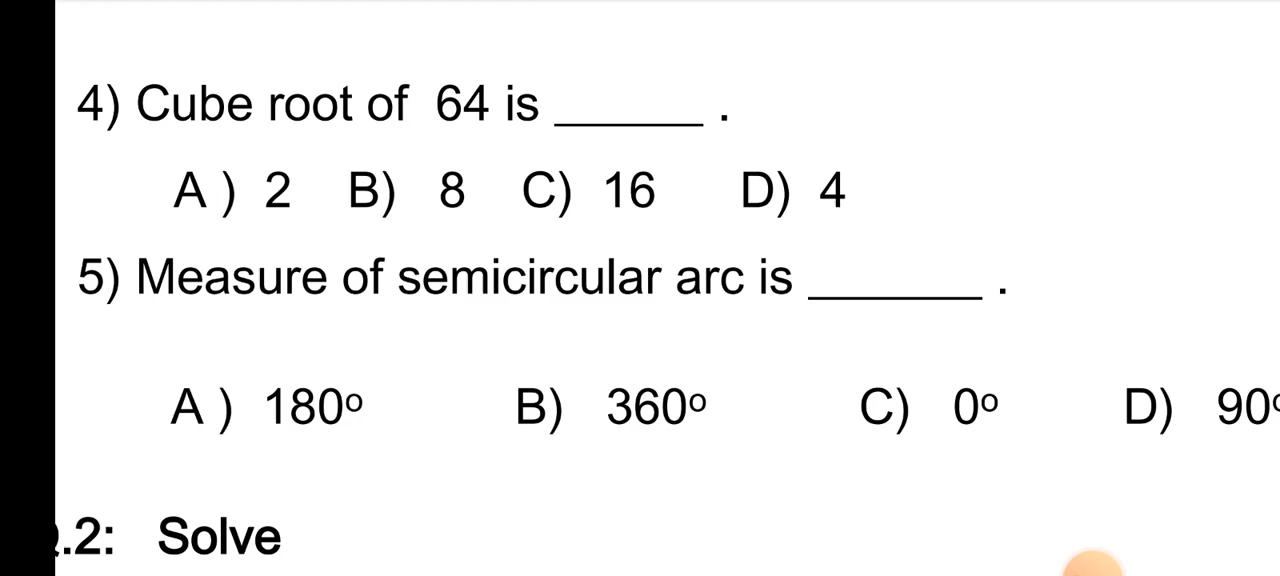 4) Cube root of 64 is ______ .
A ) 2 B) 8 C) 16 D) 4
5) Measure of semicircular arc is _______ .
A ) 180º B) 360º C) 0º D) 90º
.2: Solve